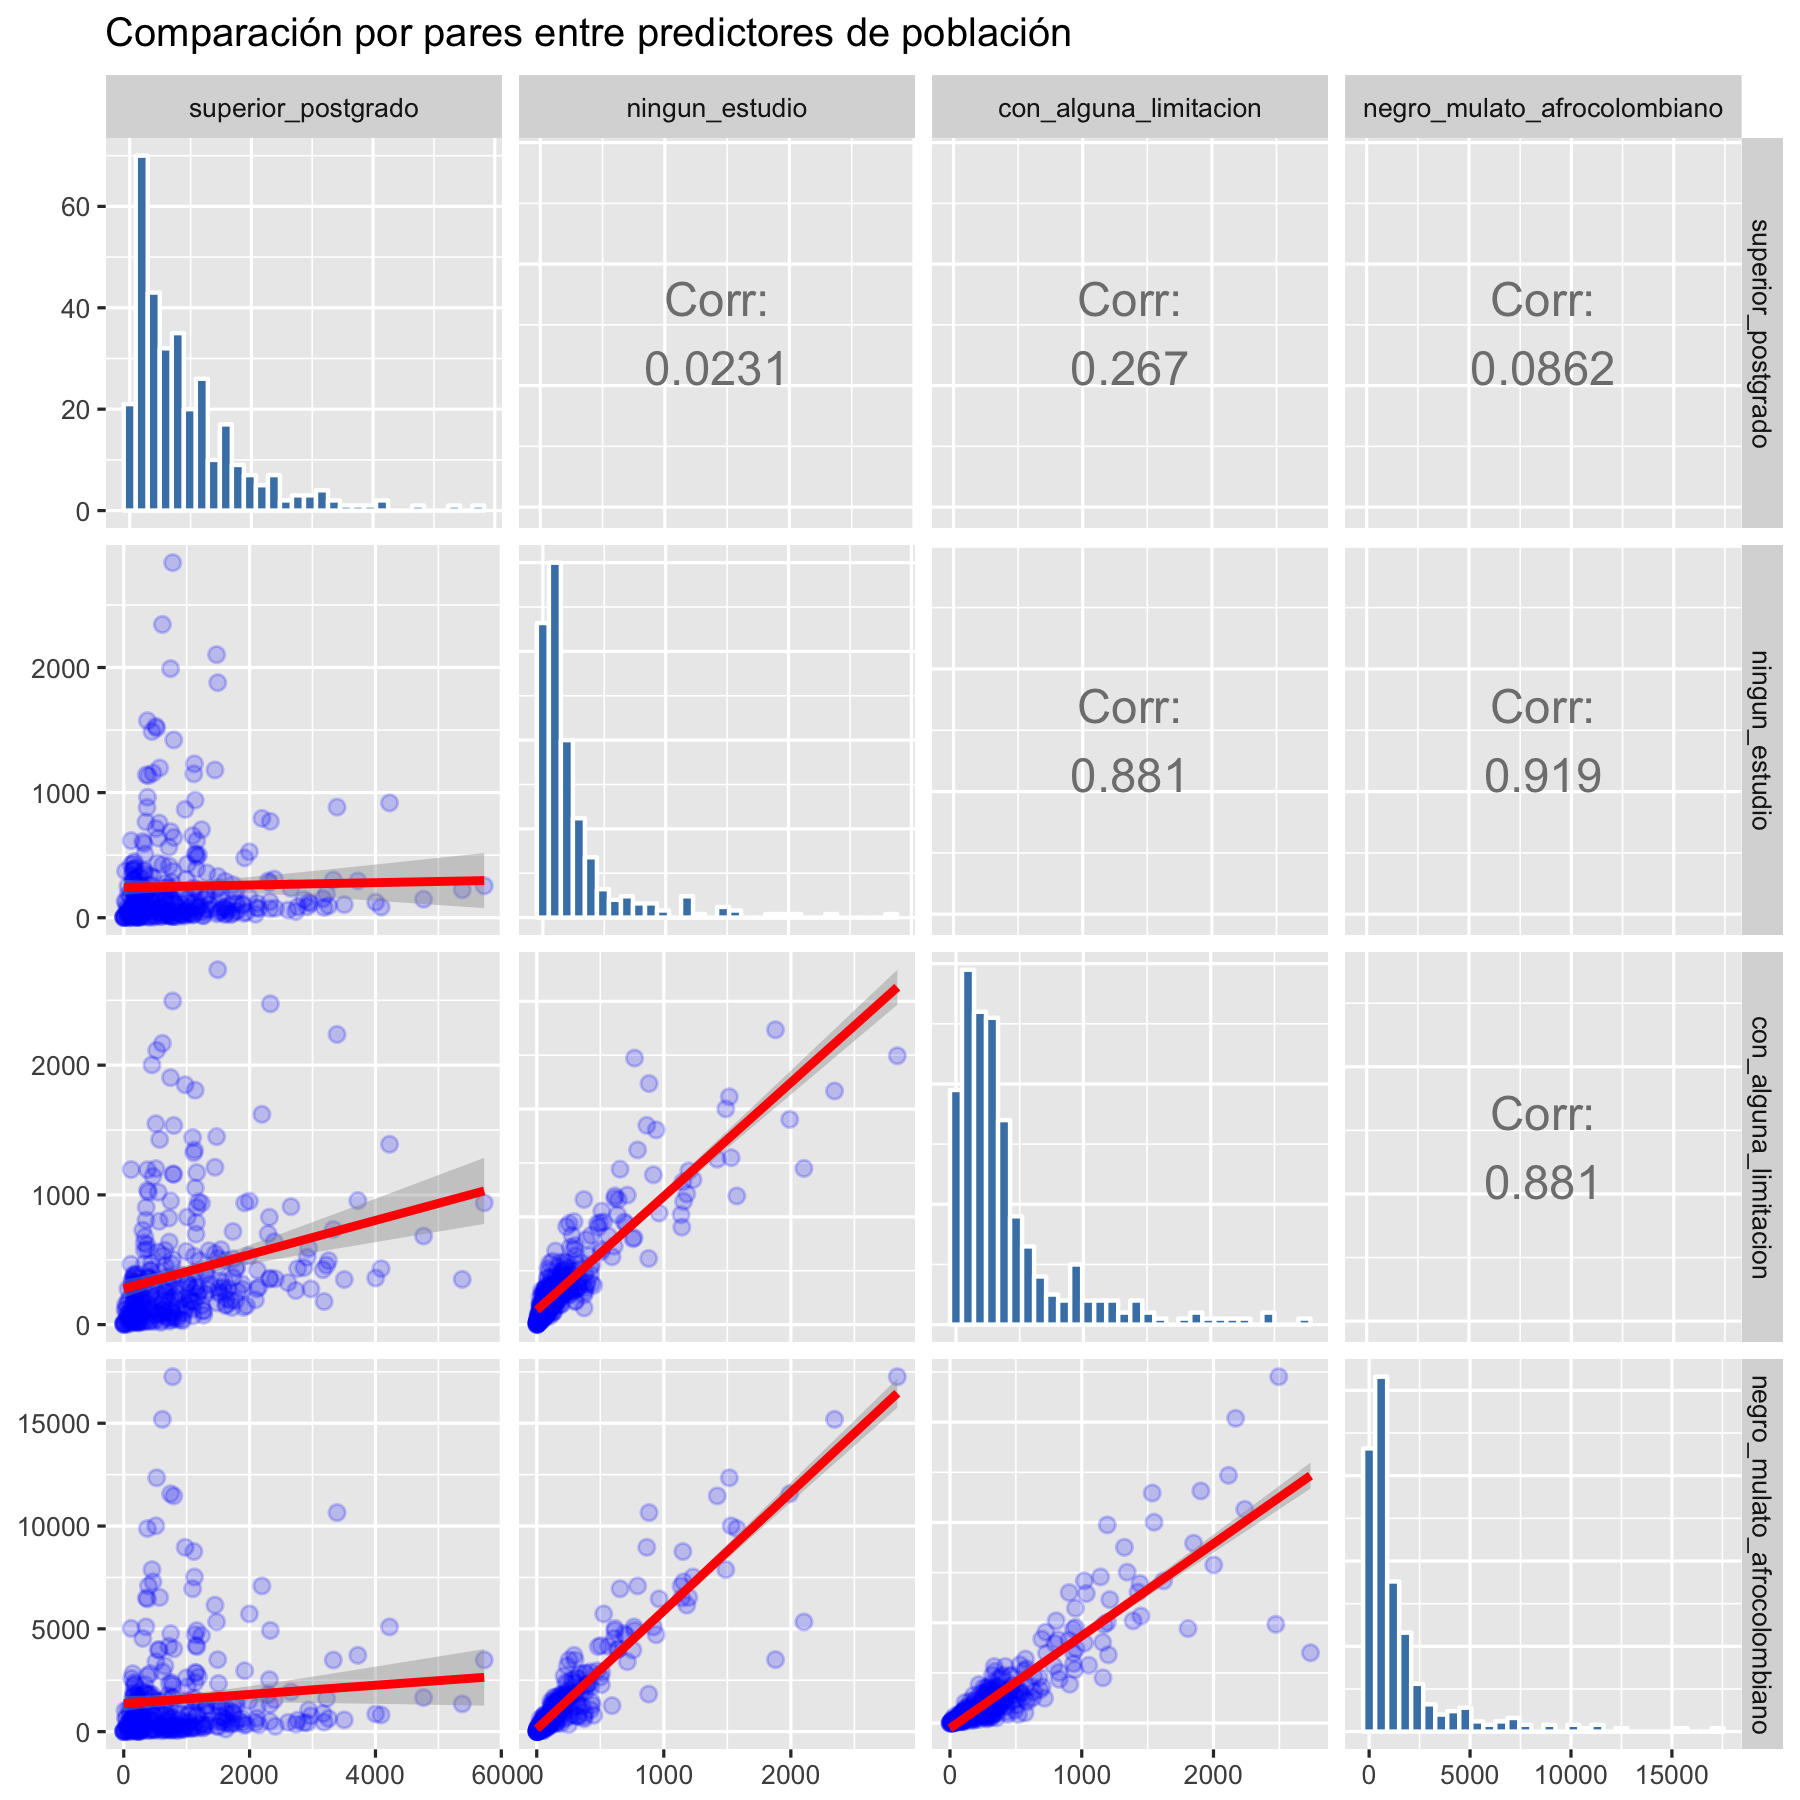 Comparación por pares entre predictores de población
superior_postgrado
ningun_estudio
con_alguna_limitacion
negro_mulato_afrocolombiano
60
40
20
0
Corr:
0.0231
Corr:
0.267
Corr:
0.0862
superior_postgrado
2000
1000
0
Corr:
0.881
Corr:
0.919
ningun_estudio
2000
1000
0
Corr:
0.881
con_alguna_limitacion
15000
10000
5000
0
negro_mulato_afrocolombiano
0
2000
4000
6000
0
1000
2000
0
1000
2000
0
5000
10000
15000